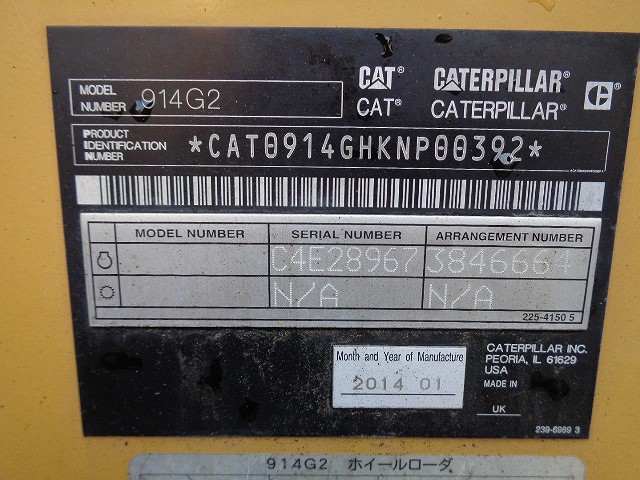 MODEL NUMBER 914G2
CAT® CATERPILLAR®
CAT® CATERPILLAR®
PRODUCT IDENTIFICATION NUMBER *CAT0914GHKNP00392*
MODEL NUMBER SERIAL NUMBER ARRANGEMENT NUMBER
C4E28967 3846664
N/A N/A
225-4150 5
Month and Year of Manufacture
2014 01
CATERPILLAR INC.
PEORIA, IL 61629
USA
MADE IN
UK
239-6989 3
914G2 ホイールローダ